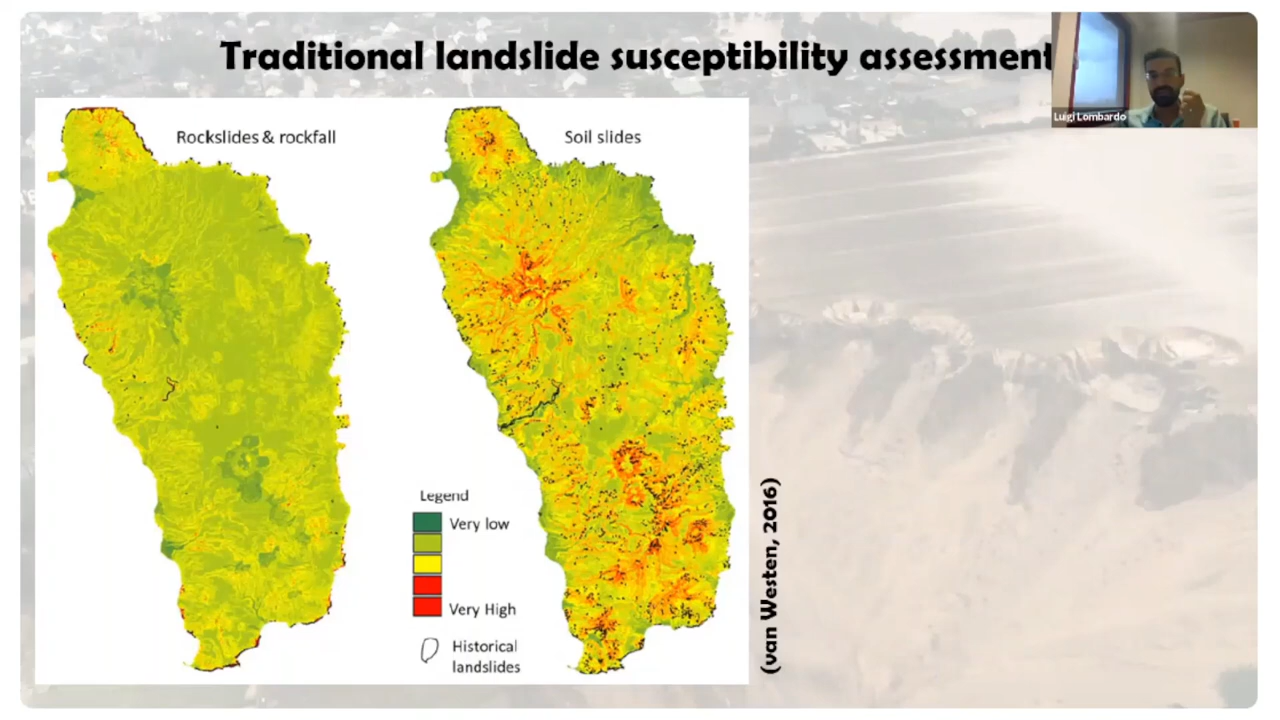 Traditional landslide susceptibility assessment
Luigi Lombardo
Rockslides & rockfall
Soil slides
Legend
Very low
Very High
Historical
landslides
(van Westen, 2016)